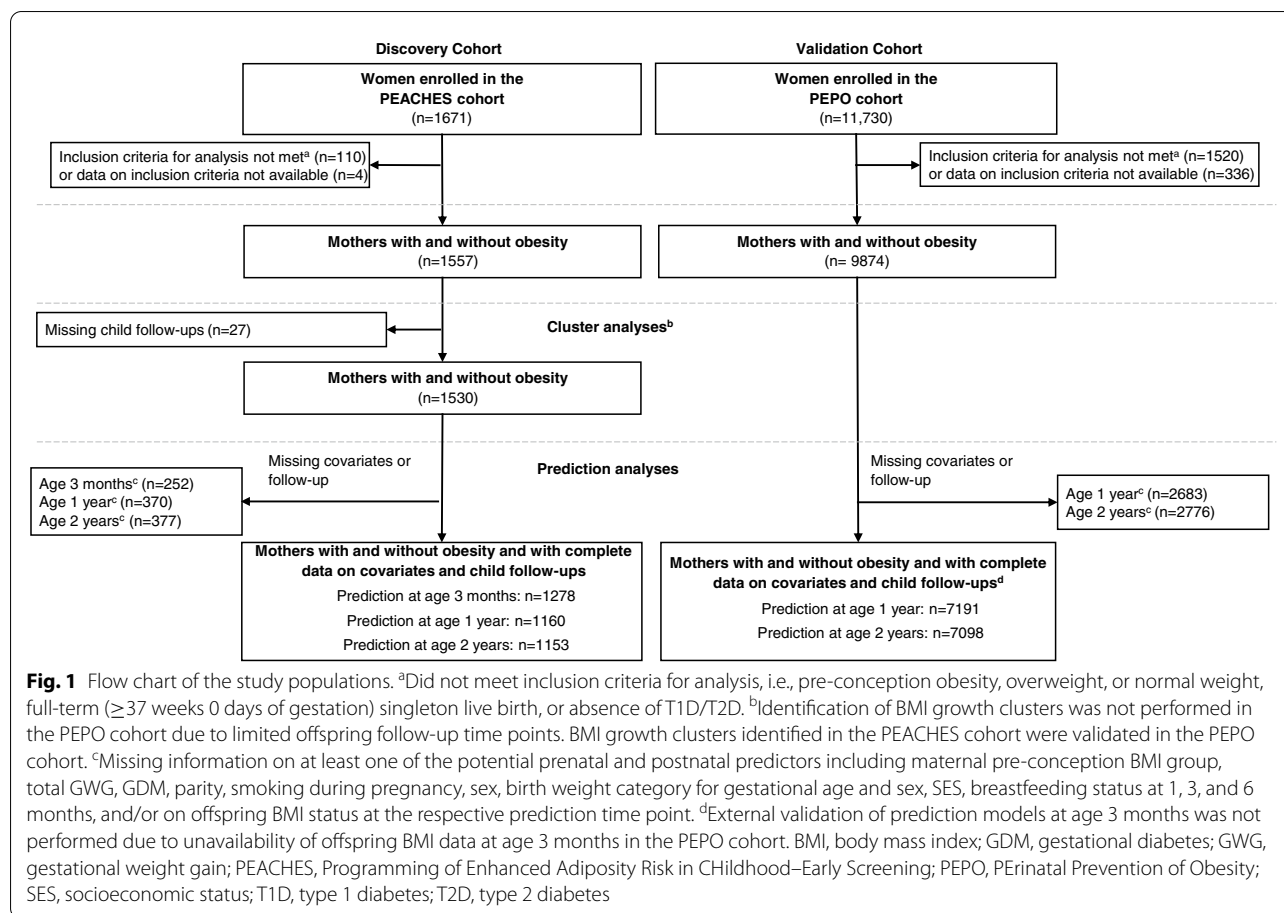 Discovery Cohort
Validation Cohort
Women enrolled in the
PEACHES cohort
(n=1671)
Women enrolled in the
PEPO cohort
(n=11,730)
Inclusion criteria for analysis not metᵃ (n=110)
or data on inclusion criteria not available (n=4)
Inclusion criteria for analysis not metᵃ (n=1520)
or data on inclusion criteria not available (n=336)
Mothers with and without obesity
(n=1557)
Mothers with and without obesity
(n= 9874)
Missing child follow-ups (n=27)
Cluster analysesᵇ
Mothers with and without obesity
(n=1530)
Missing covariates or
follow-up
Prediction analyses
Missing covariates or
follow-up
Age 3 monthsᶜ (n=252)
Age 1 yearᶜ (n=370)
Age 2 yearsᶜ (n=377)
Age 1 yearᶜ (n=2683)
Age 2 yearsᶜ (n=2776)
Mothers with and without obesity and with complete
data on covariates and child follow-ups
Prediction at age 3 months: n=1278
Prediction at age 1 year: n=1160
Prediction at age 2 years: n=1153
Mothers with and without obesity and with complete
data on covariates and child follow-upsᵈ
Prediction at age 1 year: n=7191
Prediction at age 2 years: n=7098
Fig. 1 Flow chart of the study populations. ᵃDid not meet inclusion criteria for analysis, i.e., pre-conception obesity, overweight, or normal weight,
full-term (≥37 weeks 0 days of gestation) singleton live birth, or absence of T1D/T2D. ᵇIdentification of BMI growth clusters was not performed in
the PEPO cohort due to limited offspring follow-up time points. BMI growth clusters identified in the PEACHES cohort were validated in the PEPO
cohort. ᶜMissing information on at least one of the potential prenatal and postnatal predictors including maternal pre-conception BMI group,
total GWG, GDM, parity, smoking during pregnancy, sex, birth weight category for gestational age and sex, SES, breastfeeding status at 1, 3, and 6
months, and/or on offspring BMI status at the respective prediction time point. ᵈExternal validation of prediction models at age 3 months was not
performed due to unavailability of offspring BMI data at age 3 months in the PEPO cohort. BMI, body mass index; GDM, gestational diabetes; GWG,
gestational weight gain; PEACHES, Programming of Enhanced Adiposity Risk in CHildhood–Early Screening; PEPO, PErinatal Prevention of Obesity;
SES, socioeconomic status; T1D, type 1 diabetes; T2D, type 2 diabetes